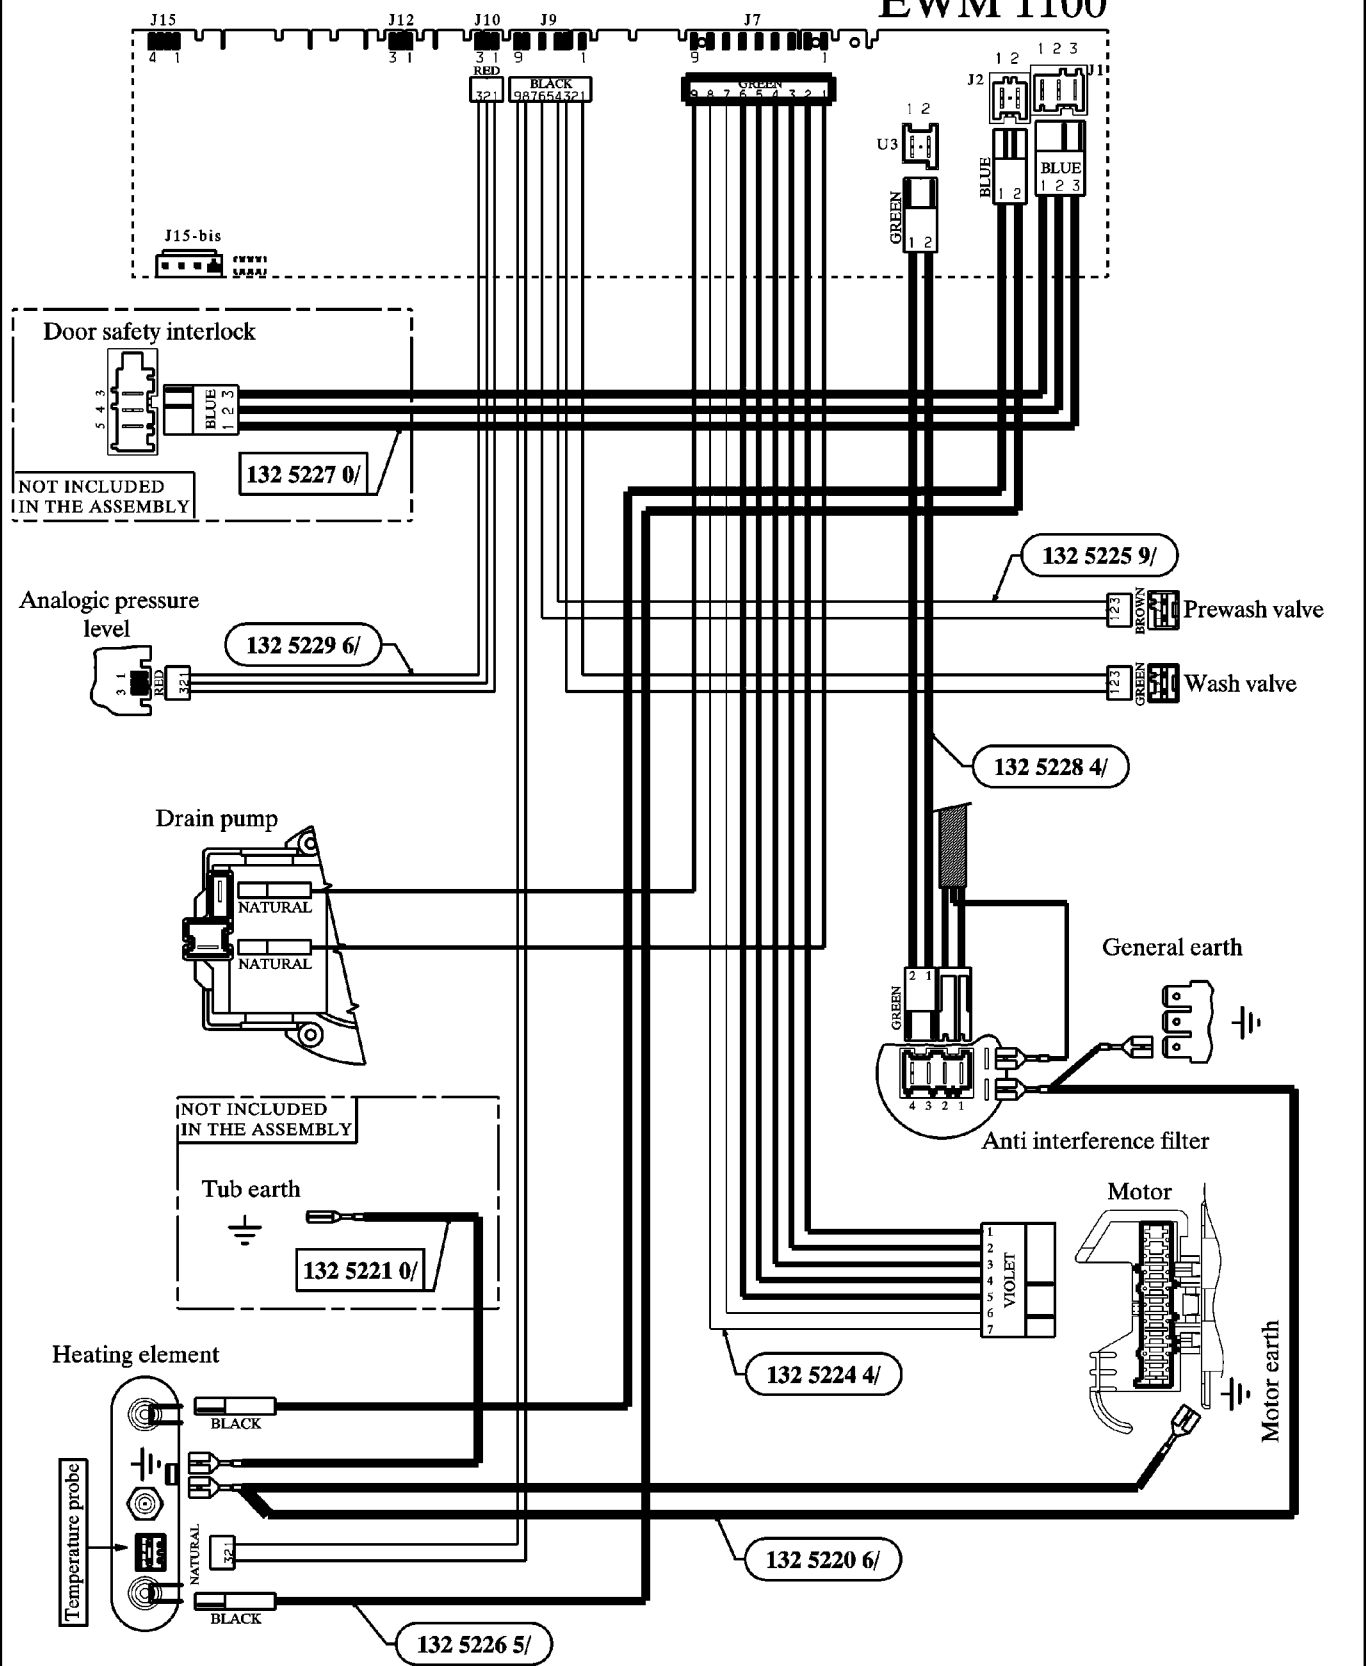 EWM 1100
J15 J12 J10 J9 J7
4 1 3 1 3 1 9 1 9 1
RED
321
BLACK
987654321
GREEN
9 8 7 6 5 4 3 2 1
1 2 3
J1
1 2
J2
1 2
U3
BLUE
1 2 3
BLUE
1 2
GREEN
1 2
J15-bis
Door safety interlock
3
4
5
BLUE
1 2 3
132 5227 0/
NOT INCLUDED
IN THE ASSEMBLY
132 5225 9/
Analogic pressure
level
3 1
RED
321
132 5229 6/
123
BROWN
Prewash valve
123
GREEN
Wash valve
132 5228 4/
Drain pump
NATURAL
NATURAL
General earth
2 1
GREEN
4 3 2 1
Anti interference filter
NOT INCLUDED
IN THE ASSEMBLY
Tub earth
132 5221 0/
Motor
1
2
3
4
5
6
7
VIOLET
Motor earth
132 5224 4/
Heating element
BLACK
Temperature probe
NATURAL
321
BLACK
132 5220 6/
132 5226 5/